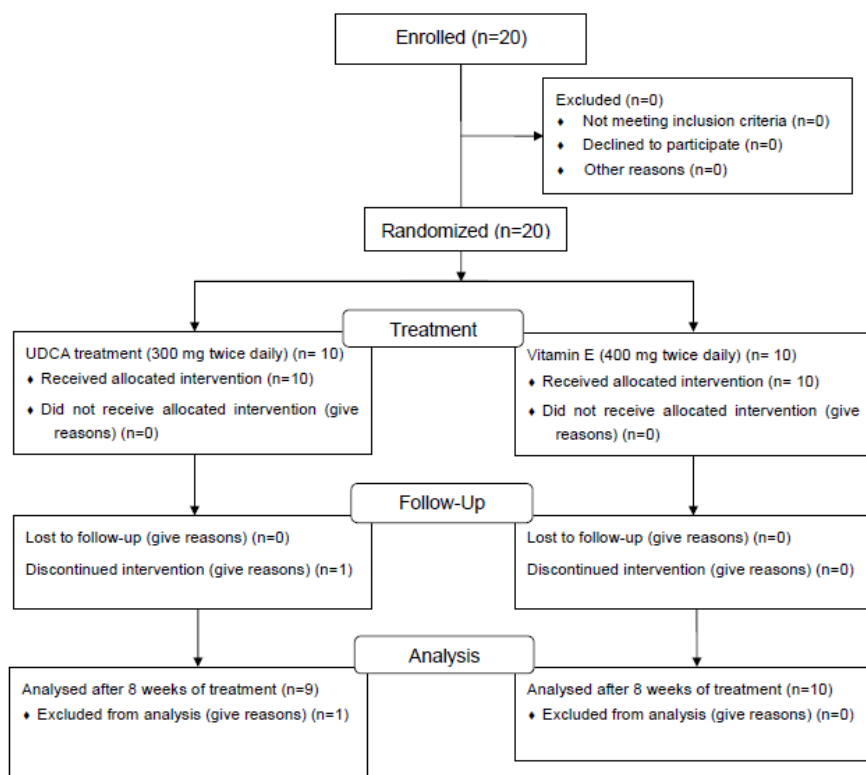 Enrolled (n=20)
Excluded (n=0)
♦ Not meeting inclusion criteria (n=0)
♦ Declined to participate (n=0)
♦ Other reasons (n=0)
Randomized (n=20)
Treatment
UDCA treatment (300 mg twice daily) (n= 10)
♦ Received allocated intervention (n=10)
♦ Did not receive allocated intervention (give
reasons) (n=0)
Vitamin E (400 mg twice daily) (n= 10)
♦ Received allocated intervention (n= 10)
♦ Did not receive allocated intervention (give
reasons) (n=0)
Follow-Up
Lost to follow-up (give reasons) (n=0)
Discontinued intervention (give reasons) (n=1)
Lost to follow-up (give reasons) (n=0)
Discontinued intervention (give reasons) (n=0)
Analysis
Analysed after 8 weeks of treatment (n=9)
♦ Excluded from analysis (give reasons) (n=1)
Analysed after 8 weeks of treatment (n=10)
♦ Excluded from analysis (give reasons) (n=0)